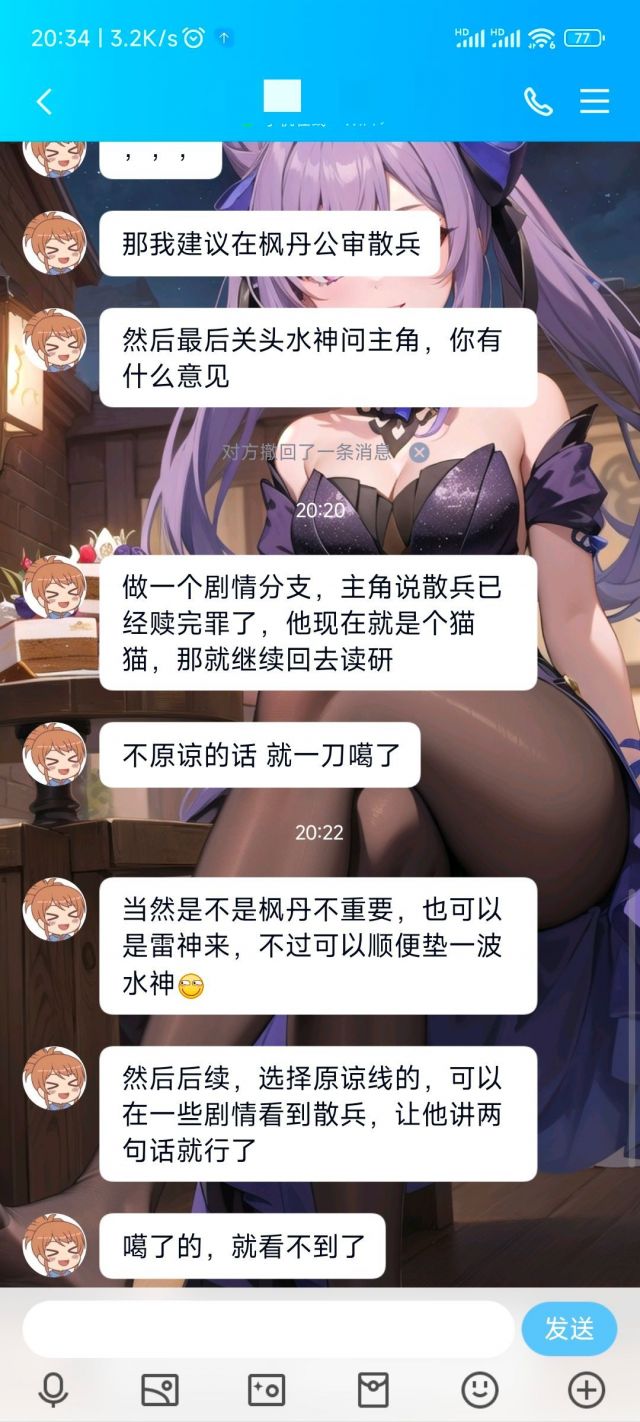 20:34 | 3.2K/s
HD
HD
6
77
，，，
那我建议在枫丹公审散兵
然后最后关头水神问主角，你有
什么意见
对方撤回了一条消息
20:20
做一个剧情分支，主角说散兵已
经赎完罪了，他现在就是个猫
猫，那就继续回去读研
不原谅的话 就一刀噶了
20:22
当然是不是枫丹不重要，也可以
是雷神来，不过可以顺便垫一波
水神
然后后续，选择原谅线的，可以
在一些剧情看到散兵，让他讲两
句话就行了
噶了的，就看不到了
发送